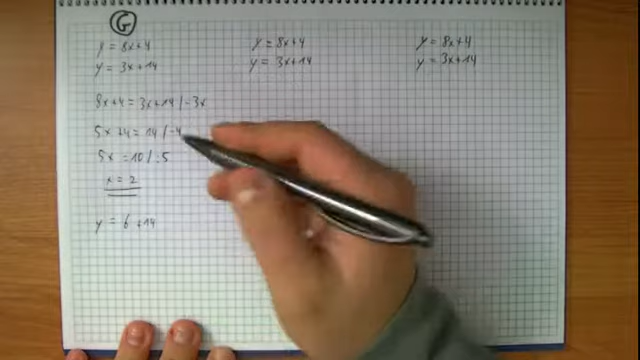 G
y = 8x+4
y = 3x+14
8x+4 = 3x+14 /-3x
5x+4 = 14 /-4
5x = 10 /:5
x = 2
y = 6+14
y = 8x+4
y = 3x+14
y = 8x+4
y = 3x+14